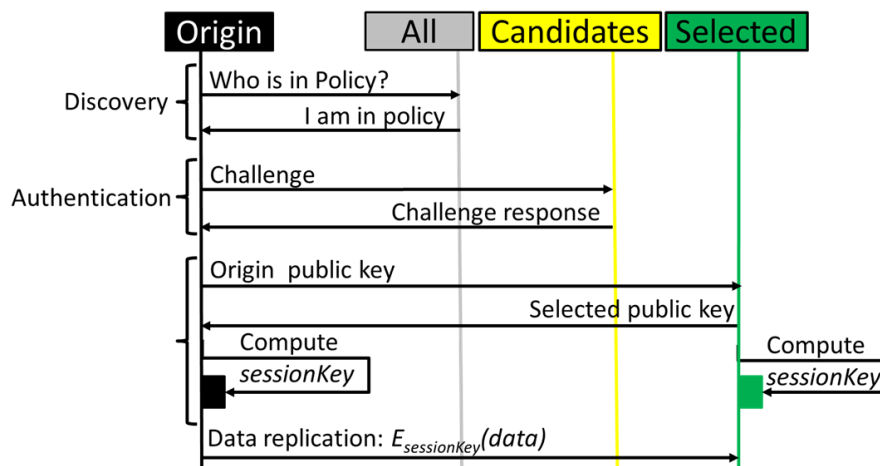 Origin All Candidates Selected
Who is in Policy?
Discovery
I am in policy
Challenge
Authentication
Challenge response
Origin public key
Selected public key
Compute
sessionKey
Compute
sessionKey
Data replication: EsessionKey(data)